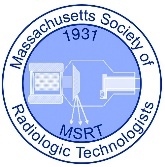 Massachusetts Society of
1931
MSRT
Radiologic Technologists